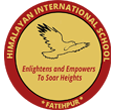 HIMALAYAN INTERNATIONAL SCHOOL
Enlightens and Empowers
To Soar Heights
* FATEHPUR *